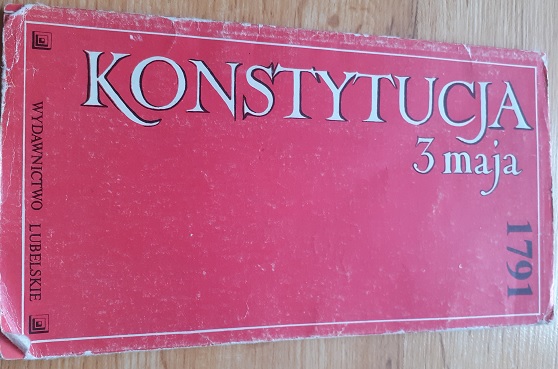 KONSTYTUCJA
3 maja
1791
WYDAWNICTWO LUBELSKIE